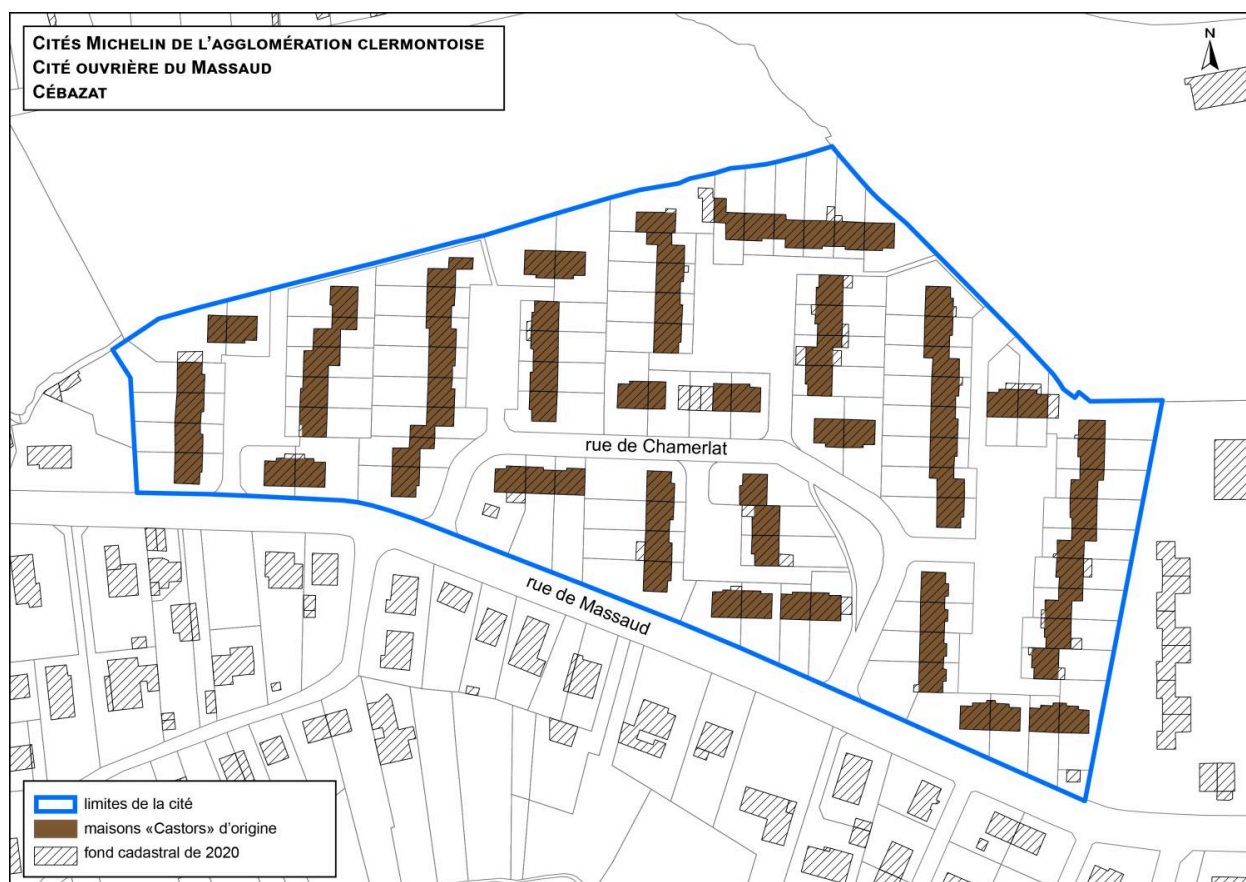 CITÉS MICHELIN DE L'AGGLOMÉRATION CLERMONTOISE
CITÉ OUVRIÈRE DU MASSAUD
CÉBAZAT
N
rue de Chamerlat
rue de Massaud
limites de la cité
maisons «Castors» d'origine
fond cadastral de 2020